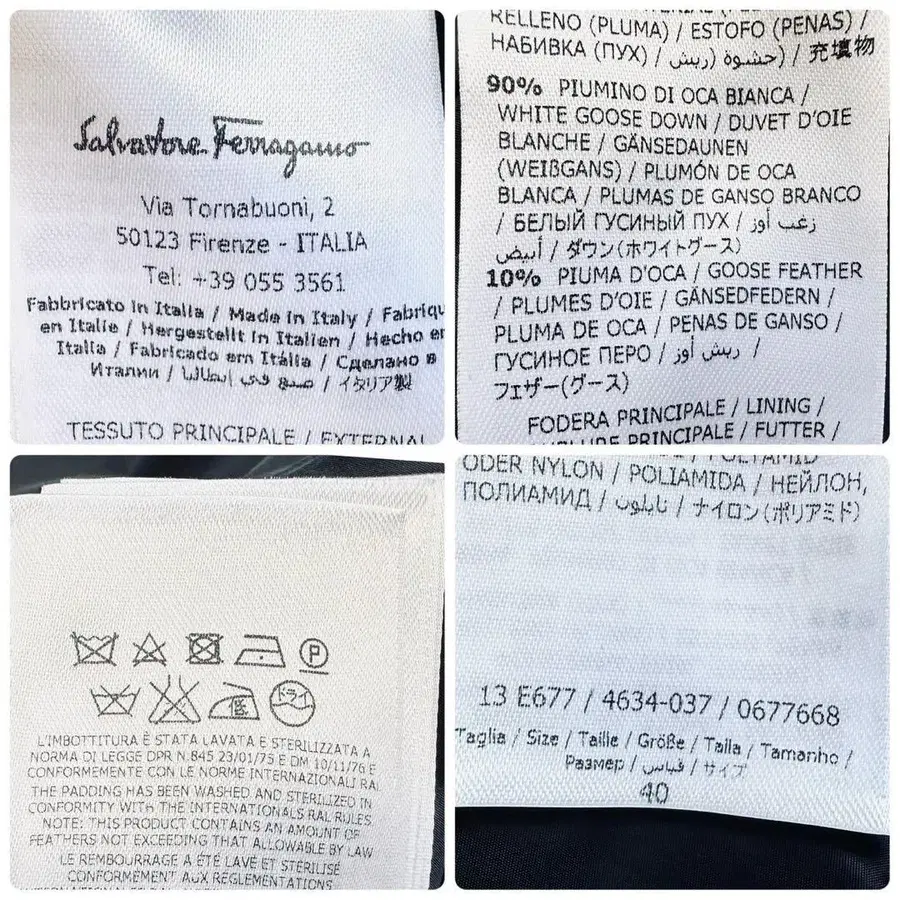 Salvatore Ferragamo
Via Tornabuoni, 2
50123 Firenze - ITALIA
Tel: +39 055 3561
Fabbricato in Italia / Made in Italy / Fabriqu
en Italie / Hergestellt in Italien / Hecho en
Italia / Fabricado em Itália / Сделано в
Италии / صنع في إيطاليا / イタリア製
TESSUTO PRINCIPALE / EXTERNAL
RELLENO (PLUMA) / ESTOFO (PENAS) /
НАБИВКА (ПУХ) / حشوة (ريش) / 充填物
90% PIUMINO DI OCA BIANCA /
WHITE GOOSE DOWN / DUVET D'OIE
BLANCHE / GÄNSEDAUNEN
(WEIßGANS) / PLUMÓN DE OCA
BLANCA / PLUMAS DE GANSO BRANCO
/ БЕЛЫЙ ГУСИНЫЙ ПУХ / زغب أوز
أبيض / ダウン(ホワイトグース)
10% PIUMA D'OCA / GOOSE FEATHER
/ PLUMES D'OIE / GÄNSEDFEDERN /
PLUMA DE OCA / PENAS DE GANSO /
ГУСИНОЕ ПЕРО / ريش أوز /
フェザー(グース)
FODERA PRINCIPALE / LINING /
PRINCIPALE / FUTTER /
L'IMBOTTITURA È STATA LAVATA E STERILIZZATA A
NORMA DI LEGGE DPR N.845 23/01/75 E DM 10/11/76 E
CONFORMEMENTE CON LE NORME INTERNAZIONALI RAL
THE PADDING HAS BEEN WASHED AND STERILIZED IN
CONFORMITY WITH THE INTERNATIONALS RAL RULES.
NOTE: THIS PRODUCT CONTAINS AN AMOUNT OF
FEATHERS NOT EXCEEDING THAT ALLOWABLE BY LAW
LE REMBOURRAGE A ÉTÉ LAVÉ ET STÉRILISÉ
CONFORMÉMENT AUX RÉGLEMENTATIONS
P
ドライ
ODER NYLON / POLIAMIDA / НЕЙЛОН,
ПОЛИАМИД / نايلون / ナイロン(ポリアミド)
13 E677 / 4634-037 / 0677668
Taglia / Size / Taille / Größe / Talla / Tamanho /
Размер / قياس / サイズ
40